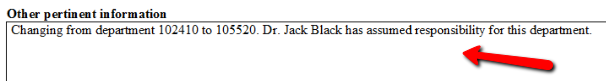 Other pertinent information
Changing from department 102410 to 105520. Dr. Jack Black has assumed responsibility for this department.